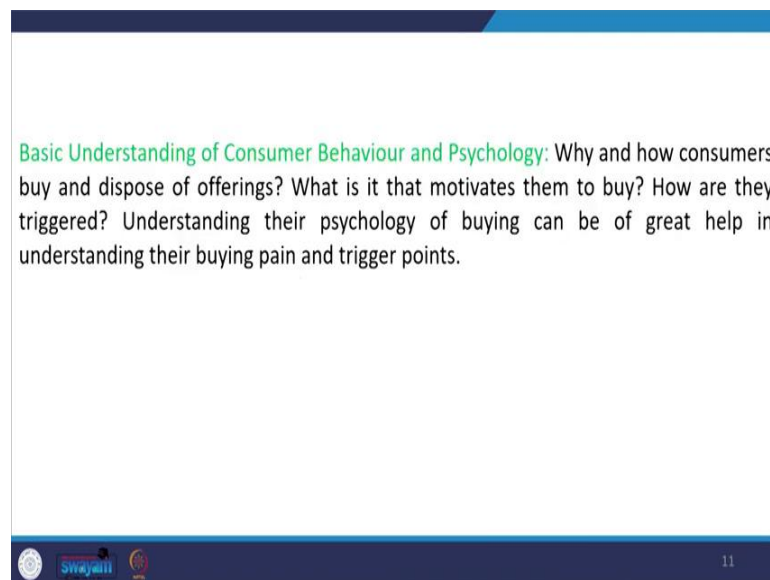 Basic Understanding of Consumer Behaviour and Psychology: Why and how consumers
buy and dispose of offerings? What is it that motivates them to buy? How are they
triggered? Understanding their psychology of buying can be of great help in
understanding their buying pain and trigger points.
swayam
11